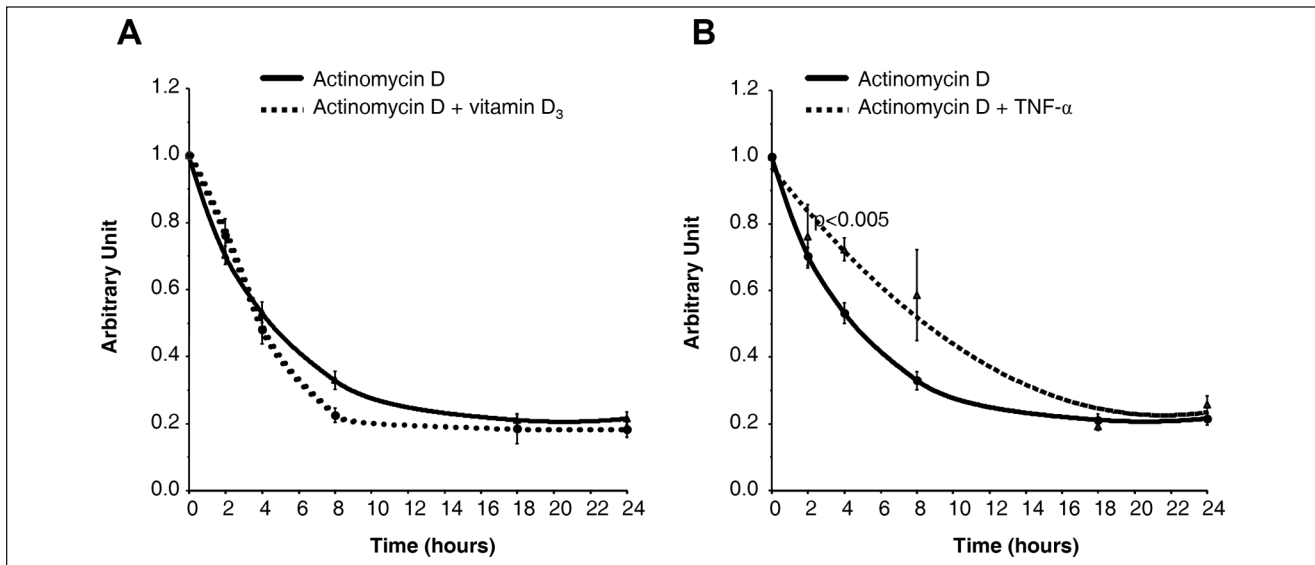 A
Actinomycin D
Actinomycin D + vitamin D₃
1.2
1.0
0.8
0.6
0.4
0.2
0.0
Arbitrary Unit
0 2 4 6 8 10 12 14 16 18 20 22 24
Time (hours)
B
Actinomycin D
Actinomycin D + TNF-α
1.2
1.0
0.8
0.6
0.4
0.2
0.0
Arbitrary Unit
p<0.005
0 2 4 6 8 10 12 14 16 18 20 22 24
Time (hours)